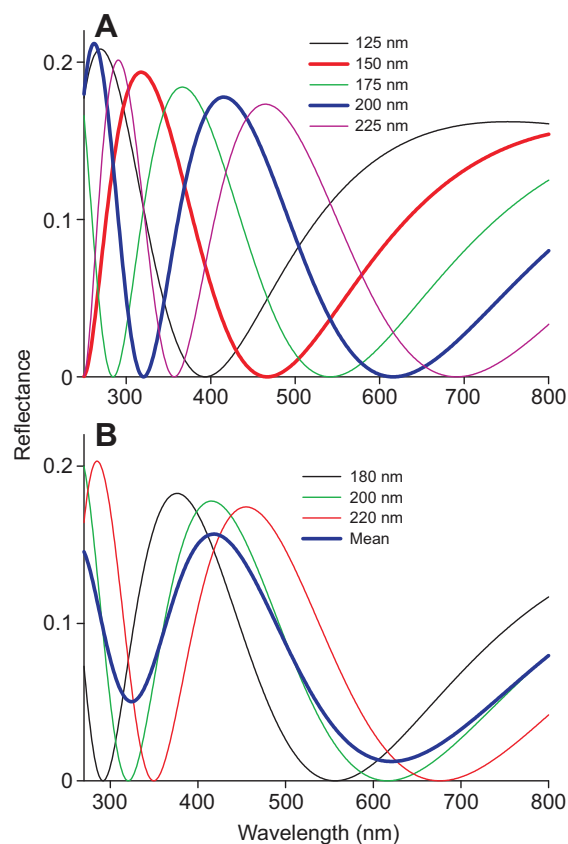 A
0.2
0.1
0
125 nm
150 nm
175 nm
200 nm
225 nm
300 400 500 600 700 800
Reflectance
B
0.2
0.1
0
180 nm
200 nm
220 nm
Mean
300 400 500 600 700 800
Wavelength (nm)